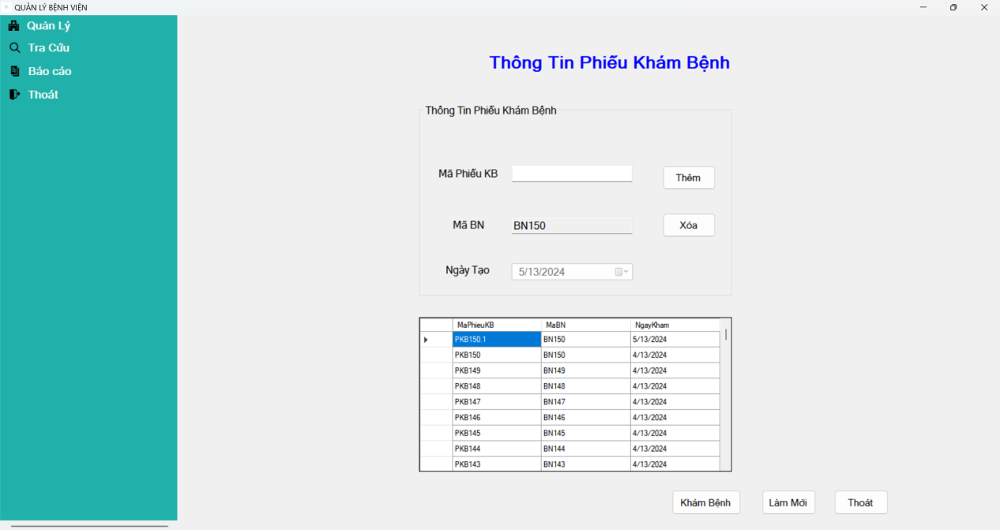 QUẢN LÝ BỆNH VIỆN
Quản Lý
Tra Cứu
Báo cáo
Thoát
Thông Tin Phiếu Khám Bệnh
Thông Tin Phiếu Khám Bệnh
Mã Phiếu KB
Thêm
Mã BN BN150
Xóa
Ngày Tạo 5/13/2024
MaPhieuKB MaBN NgayKham
PKB150.1 BN150 5/13/2024
PKB150 BN150 4/13/2024
PKB149 BN149 4/13/2024
PKB148 BN148 4/13/2024
PKB147 BN147 4/13/2024
PKB146 BN146 4/13/2024
PKB145 BN145 4/13/2024
PKB144 BN144 4/13/2024
PKB143 BN143 4/13/2024
Khám Bệnh Làm Mới Thoát